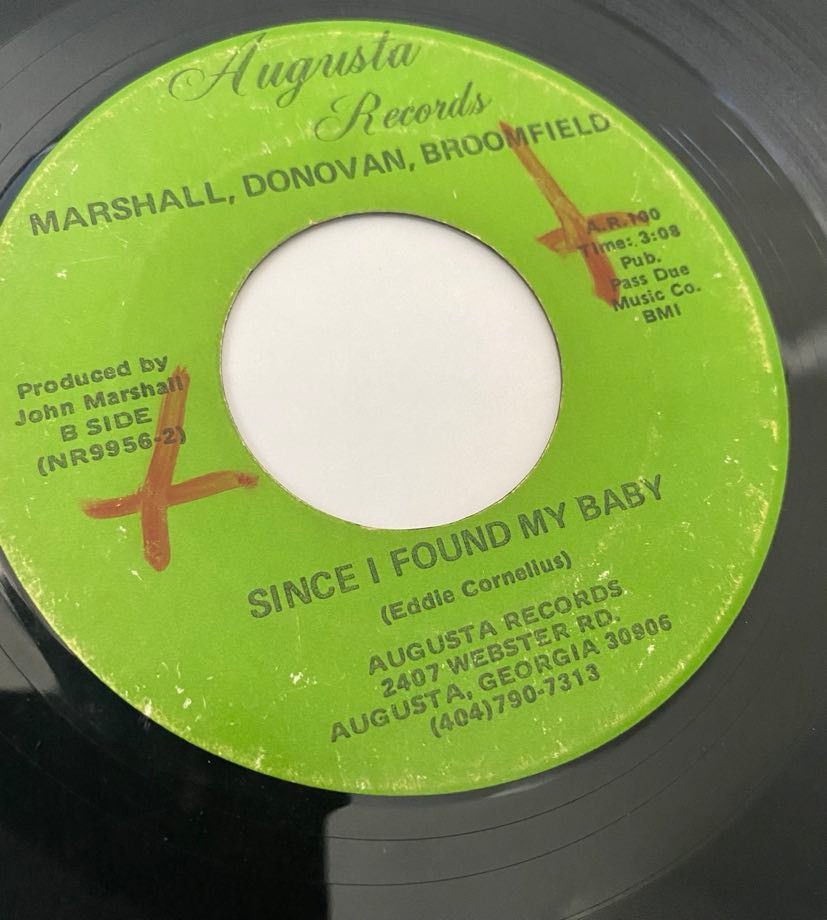 Augusta
Records
MARSHALL, DONOVAN, BROOMFIELD
A.R.100
Time: 3:08
Pub.
Pass Due
Music Co.
BMI
Produced by
John Marshall
B SIDE
(NR9956-2)
SINCE I FOUND MY BABY
(Eddie Cornelius)
AUGUSTA RECORDS
2407 WEBSTER RD.
AUGUSTA, GEORGIA 30906
(404)790-7313